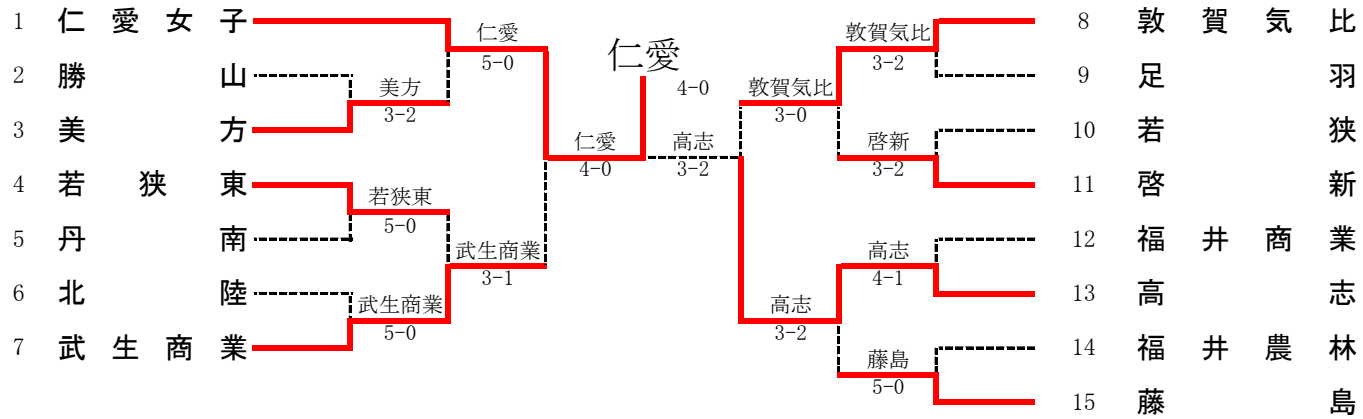 1 仁愛女子
2 勝山
3 美方
4 若狭東
5 丹南
6 北陸
7 武生商業
美方
3-2
若狭東
5-0
武生商業
5-0
仁愛
5-0
武生商業
3-1
仁愛
4-0
仁愛
4-0
高志
3-2
敦賀気比
3-0
高志
3-2
敦賀気比
3-2
啓新
3-2
高志
4-1
藤島
5-0
8 敦賀気比
9 足羽
10 若狭
11 啓新
12 福井商業
13 高志
14 福井農林
15 藤島